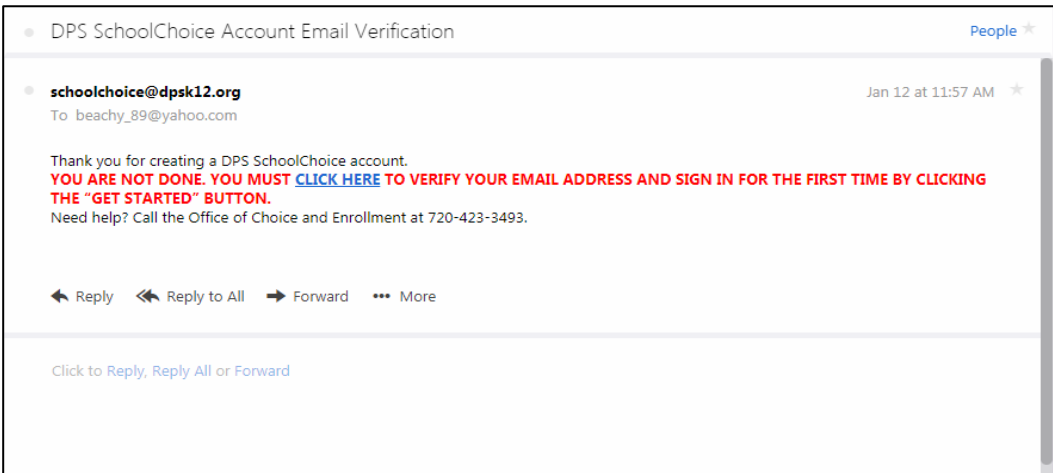 DPS SchoolChoice Account Email Verification
People
schoolchoice@dpsk12.org
Jan 12 at 11:57 AM
To beachy_89@yahoo.com
Thank you for creating a DPS SchoolChoice account.
YOU ARE NOT DONE. YOU MUST CLICK HERE TO VERIFY YOUR EMAIL ADDRESS AND SIGN IN FOR THE FIRST TIME BY CLICKING
THE “GET STARTED” BUTTON.
Need help? Call the Office of Choice and Enrollment at 720-423-3493.
Reply Reply to All Forward ••• More
Click to Reply, Reply All or Forward